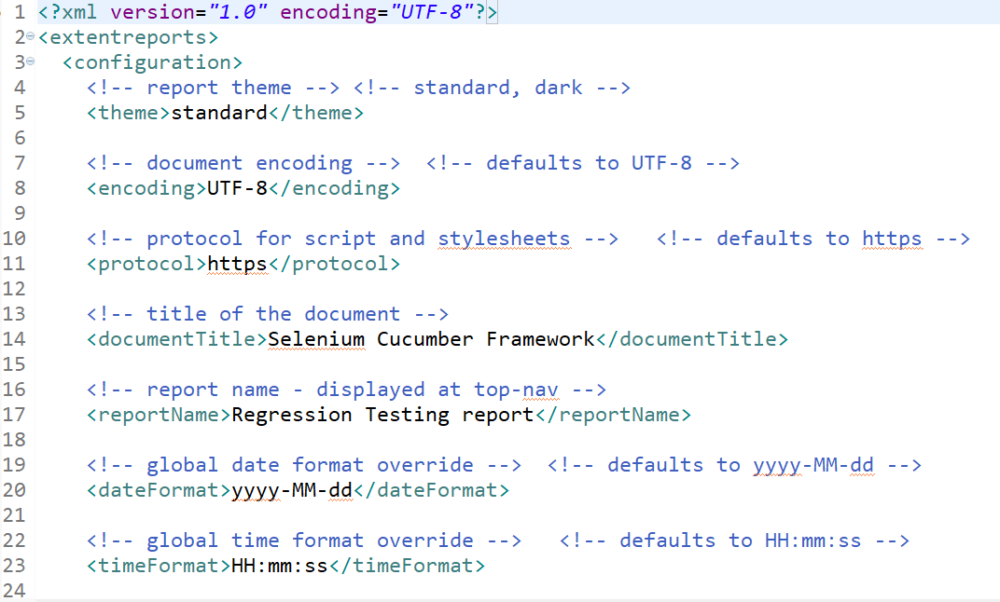 1 <?xml version="1.0" encoding="UTF-8"?>
2 <extentreports>
3   <configuration>
4     <!-- report theme --> <!-- standard, dark -->
5     <theme>standard</theme>
6
7     <!-- document encoding -->  <!-- defaults to UTF-8 -->
8     <encoding>UTF-8</encoding>
9
10     <!-- protocol for script and stylesheets -->   <!-- defaults to https -->
11     <protocol>https</protocol>
12
13     <!-- title of the document -->
14     <documentTitle>Selenium Cucumber Framework</documentTitle>
15
16     <!-- report name - displayed at top-nav -->
17     <reportName>Regression Testing report</reportName>
18
19     <!-- global date format override -->  <!-- defaults to yyyy-MM-dd -->
20     <dateFormat>yyyy-MM-dd</dateFormat>
21
22     <!-- global time format override -->   <!-- defaults to HH:mm:ss -->
23     <timeFormat>HH:mm:ss</timeFormat>
24